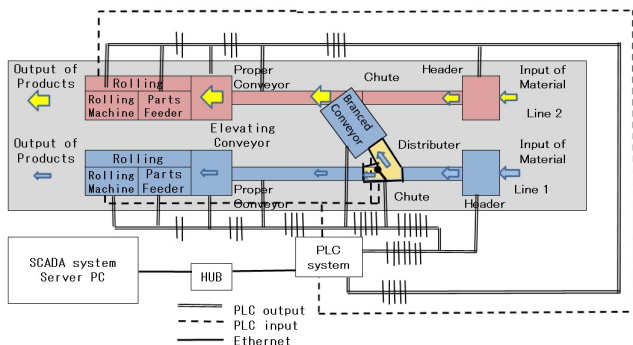 Output of
Products
Rolling
Rolling
Machine
Parts
Feeder
Proper
Conveyor
Chute
Header
Input of
Material
Line 2
Branced
Conveyor
Elevating
Conveyor
Distributer
Output of
Products
Rolling
Rolling
Machine
Parts
Feeder
Proper
Conveyor
Chute
Input of
Material
Line 1
Header
SCADA system
Server PC
HUB
PLC
system
PLC output
PLC input
Ethernet